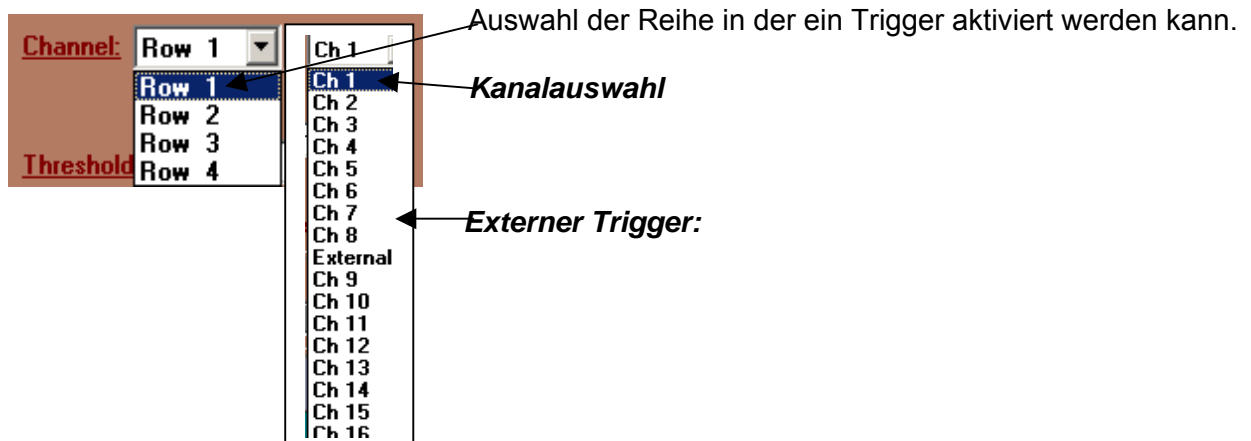 Auswahl der Reihe in der ein Trigger aktiviert werden kann.
Channel:
Row 1
Row 1
Row 2
Row 3
Row 4
Threshold
Ch 1
Ch 1
Ch 2
Ch 3
Ch 4
Ch 5
Ch 6
Ch 7
Ch 8
External
Ch 9
Ch 10
Ch 11
Ch 12
Ch 13
Ch 14
Ch 15
Ch 16
Kanalauswahl
Externer Trigger: